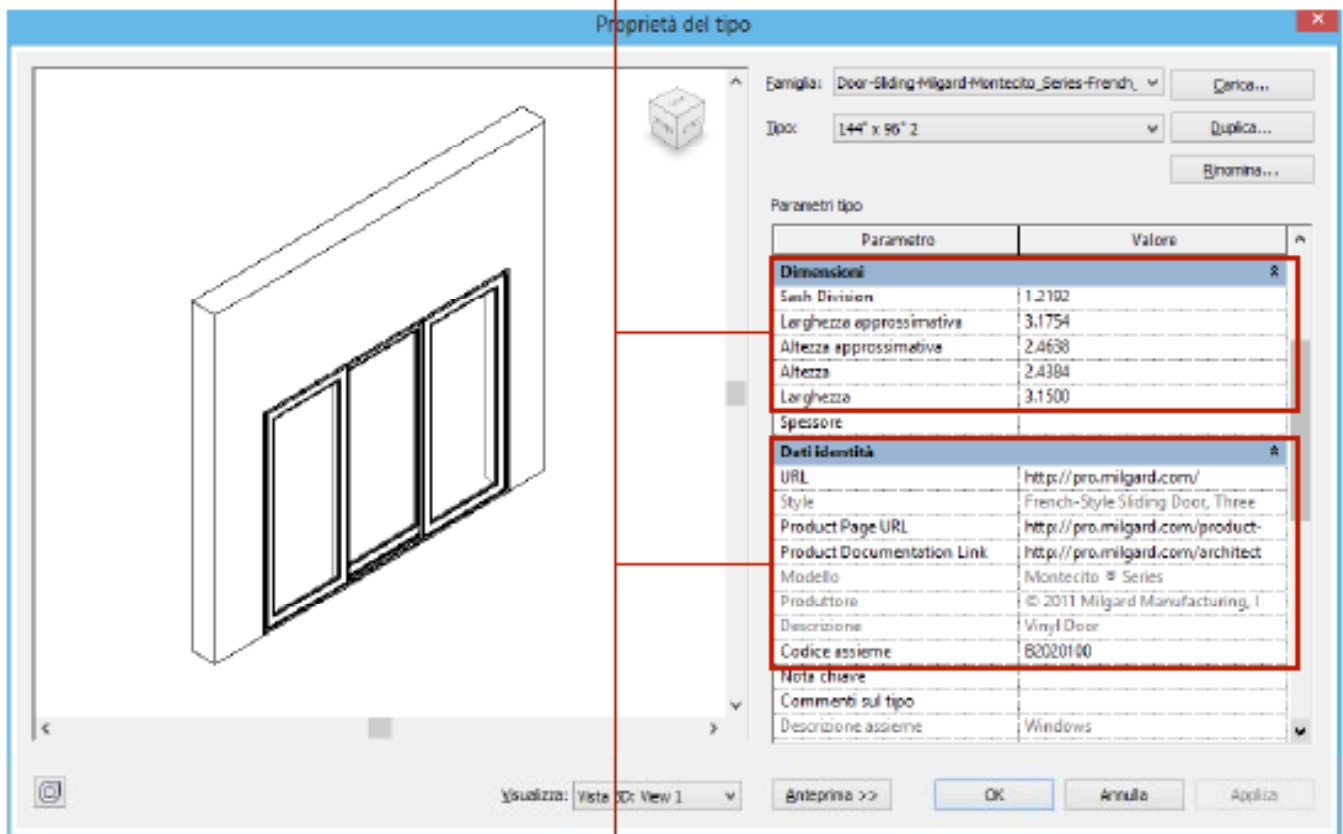 Proprietà del tipo
Famiglia: Door-Sliding-Milgard-Montecito_Series-French_ Carica...
Tipo: 144" x 96" 2 Duplica...
Rinomina...
Parametri tipo
Parametro Valore
Dimensioni
Sash Division 1.2192
Larghezza approssimativa 3.1754
Altezza approssimativa 2.4638
Altezza 2.4384
Larghezza 3.1500
Spessore
Dati identità
URL http://pro.milgard.com/
Style French-Style Sliding Door, Three
Product Page URL http://pro.milgard.com/product-
Product Documentation Link http://pro.milgard.com/architect
Modello Montecito ® Series
Produttore © 2011 Milgard Manufacturing, I
Descrizione Vinyl Door
Codice assieme B2020100
Nota chiave
Commenti sul tipo
Descrizione assieme Windows
Visualizza: Vista 3D: View 1 Anteprima >> OK Annulla Applica